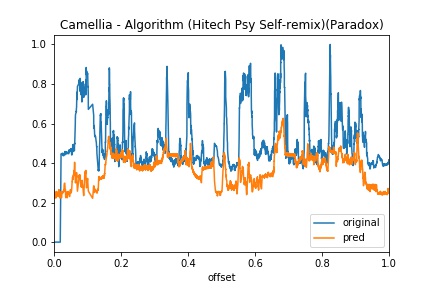 Camellia - Algorithm (Hitech Psy Self-remix)(Paradox)
1.0
0.8
0.6
0.4
0.2
0.0
0.0 0.2 0.4 0.6 0.8 1.0
offset
original
pred